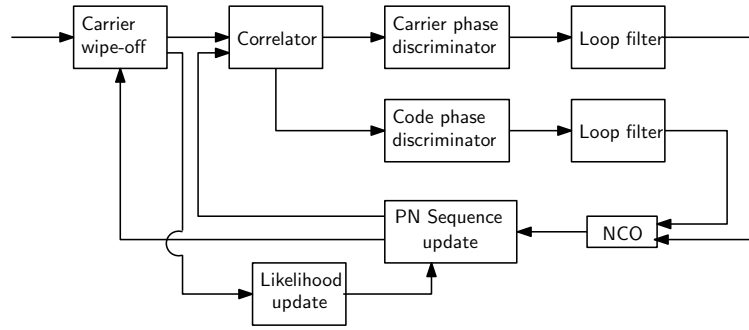 Carrier
wipe-off
Correlator
Carrier phase
discriminator
Loop filter
Code phase
discriminator
Loop filter
PN Sequence
update
NCO
Likelihood
update